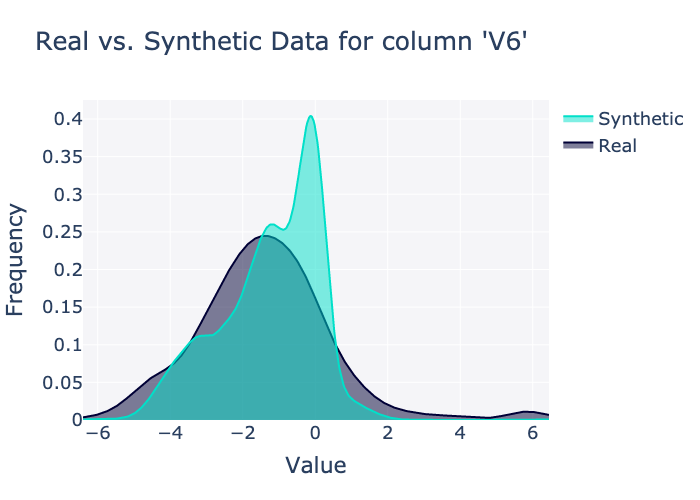 Real vs. Synthetic Data for column 'V6'
Synthetic
Real
Frequency
0.4
0.35
0.3
0.25
0.2
0.15
0.1
0.05
0
−6 −4 −2 0 2 4 6
Value